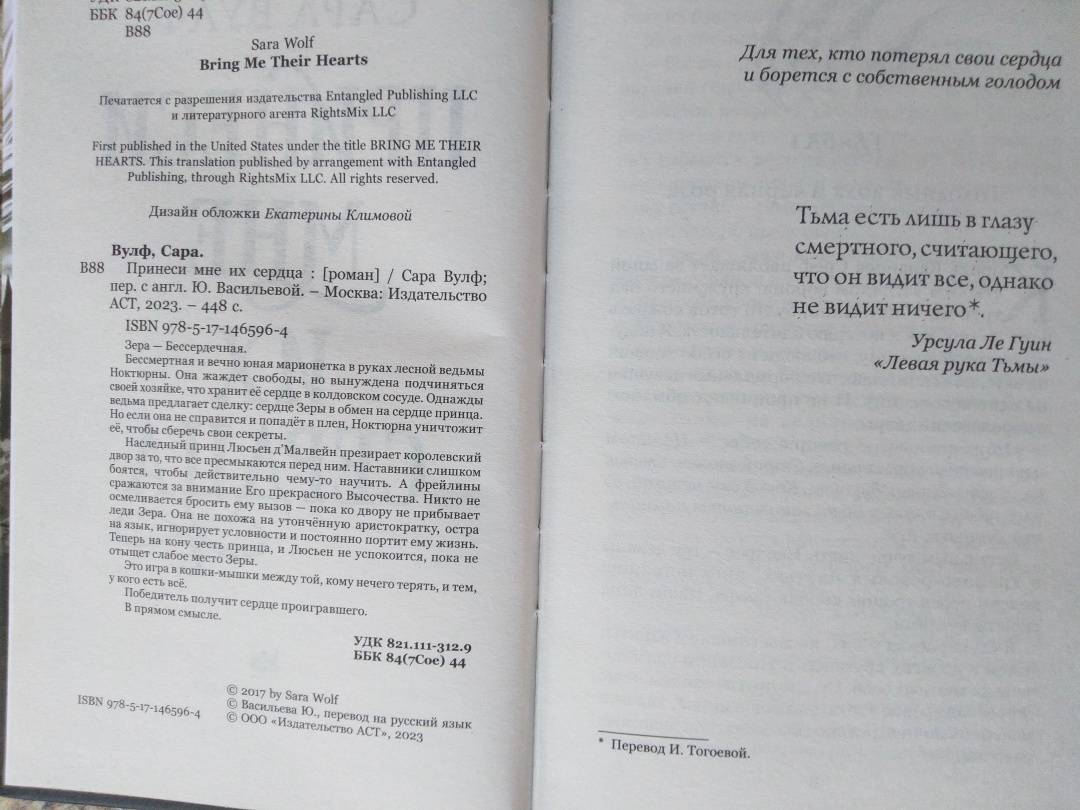 ББК 84(7Сое) 44
В88
Sara Wolf
Bring Me Their Hearts
Печатается с разрешения издательства Entangled Publishing LLC
и литературного агента RightsMix LLC
First published in the United States under the title BRING ME THEIR
HEARTS. This translation published by arrangement with Entangled
Publishing, through RightsMix LLC. All rights reserved.
Дизайн обложки Екатерины Климовой
Вулф, Сара.
В88 Принеси мне их сердца : [роман] / Сара Вулф;
пер. с англ. Ю. Васильевой. – Москва: Издательство
АСТ, 2023. – 448 с.
ISBN 978-5-17-146596-4
Зера — Бессердечная.
Бессмертная и вечно юная марионетка в руках лесной ведьмы
Ноктюрны. Она жаждет свободы, но вынуждена подчиняться
своей хозяйке, что хранит её сердце в колдовском сосуде. Однажды
ведьма предлагает сделку: сердце Зеры в обмен на сердце принца.
Но если она не справится и попадёт в плен, Ноктюрна уничтожит
её, чтобы сберечь свои секреты.
Наследный принц Люсьен д’Малвейн презирает королевский
двор за то, что все пресмыкаются перед ним. Наставники слишком
боятся, чтобы действительно чему-то научить. А фрейлины
сражаются за внимание Его прекрасного Высочества. Никто не
осмеливается бросить ему вызов — пока ко двору не прибывает
леди Зера. Она не похожа на утончённую аристократку, остра
на язык, игнорирует условности и постоянно портит ему жизнь.
Теперь на кону честь принца, и Люсьен не успокоится, пока не
отыщет слабое место Зеры.
Это игра в кошки-мышки между той, кому нечего терять, и тем,
у кого есть всё.
Победитель получит сердце проигравшего.
В прямом смысле.
УДК 821.111-312.9
ББК 84(7Сое) 44
ISBN 978-5-17-146596-4
© 2017 by Sara Wolf
© Васильева Ю., перевод на русский язык
© ООО «Издательство АСТ», 2023
Для тех, кто потерял свои сердца
и борется с собственным голодом
Тьма есть лишь в глазу
смертного, считающего,
что он видит все, однако
не видит ничего*.
Урсула Ле Гуин
«Левая рука Тьмы»
* Перевод И. Тогоевой.